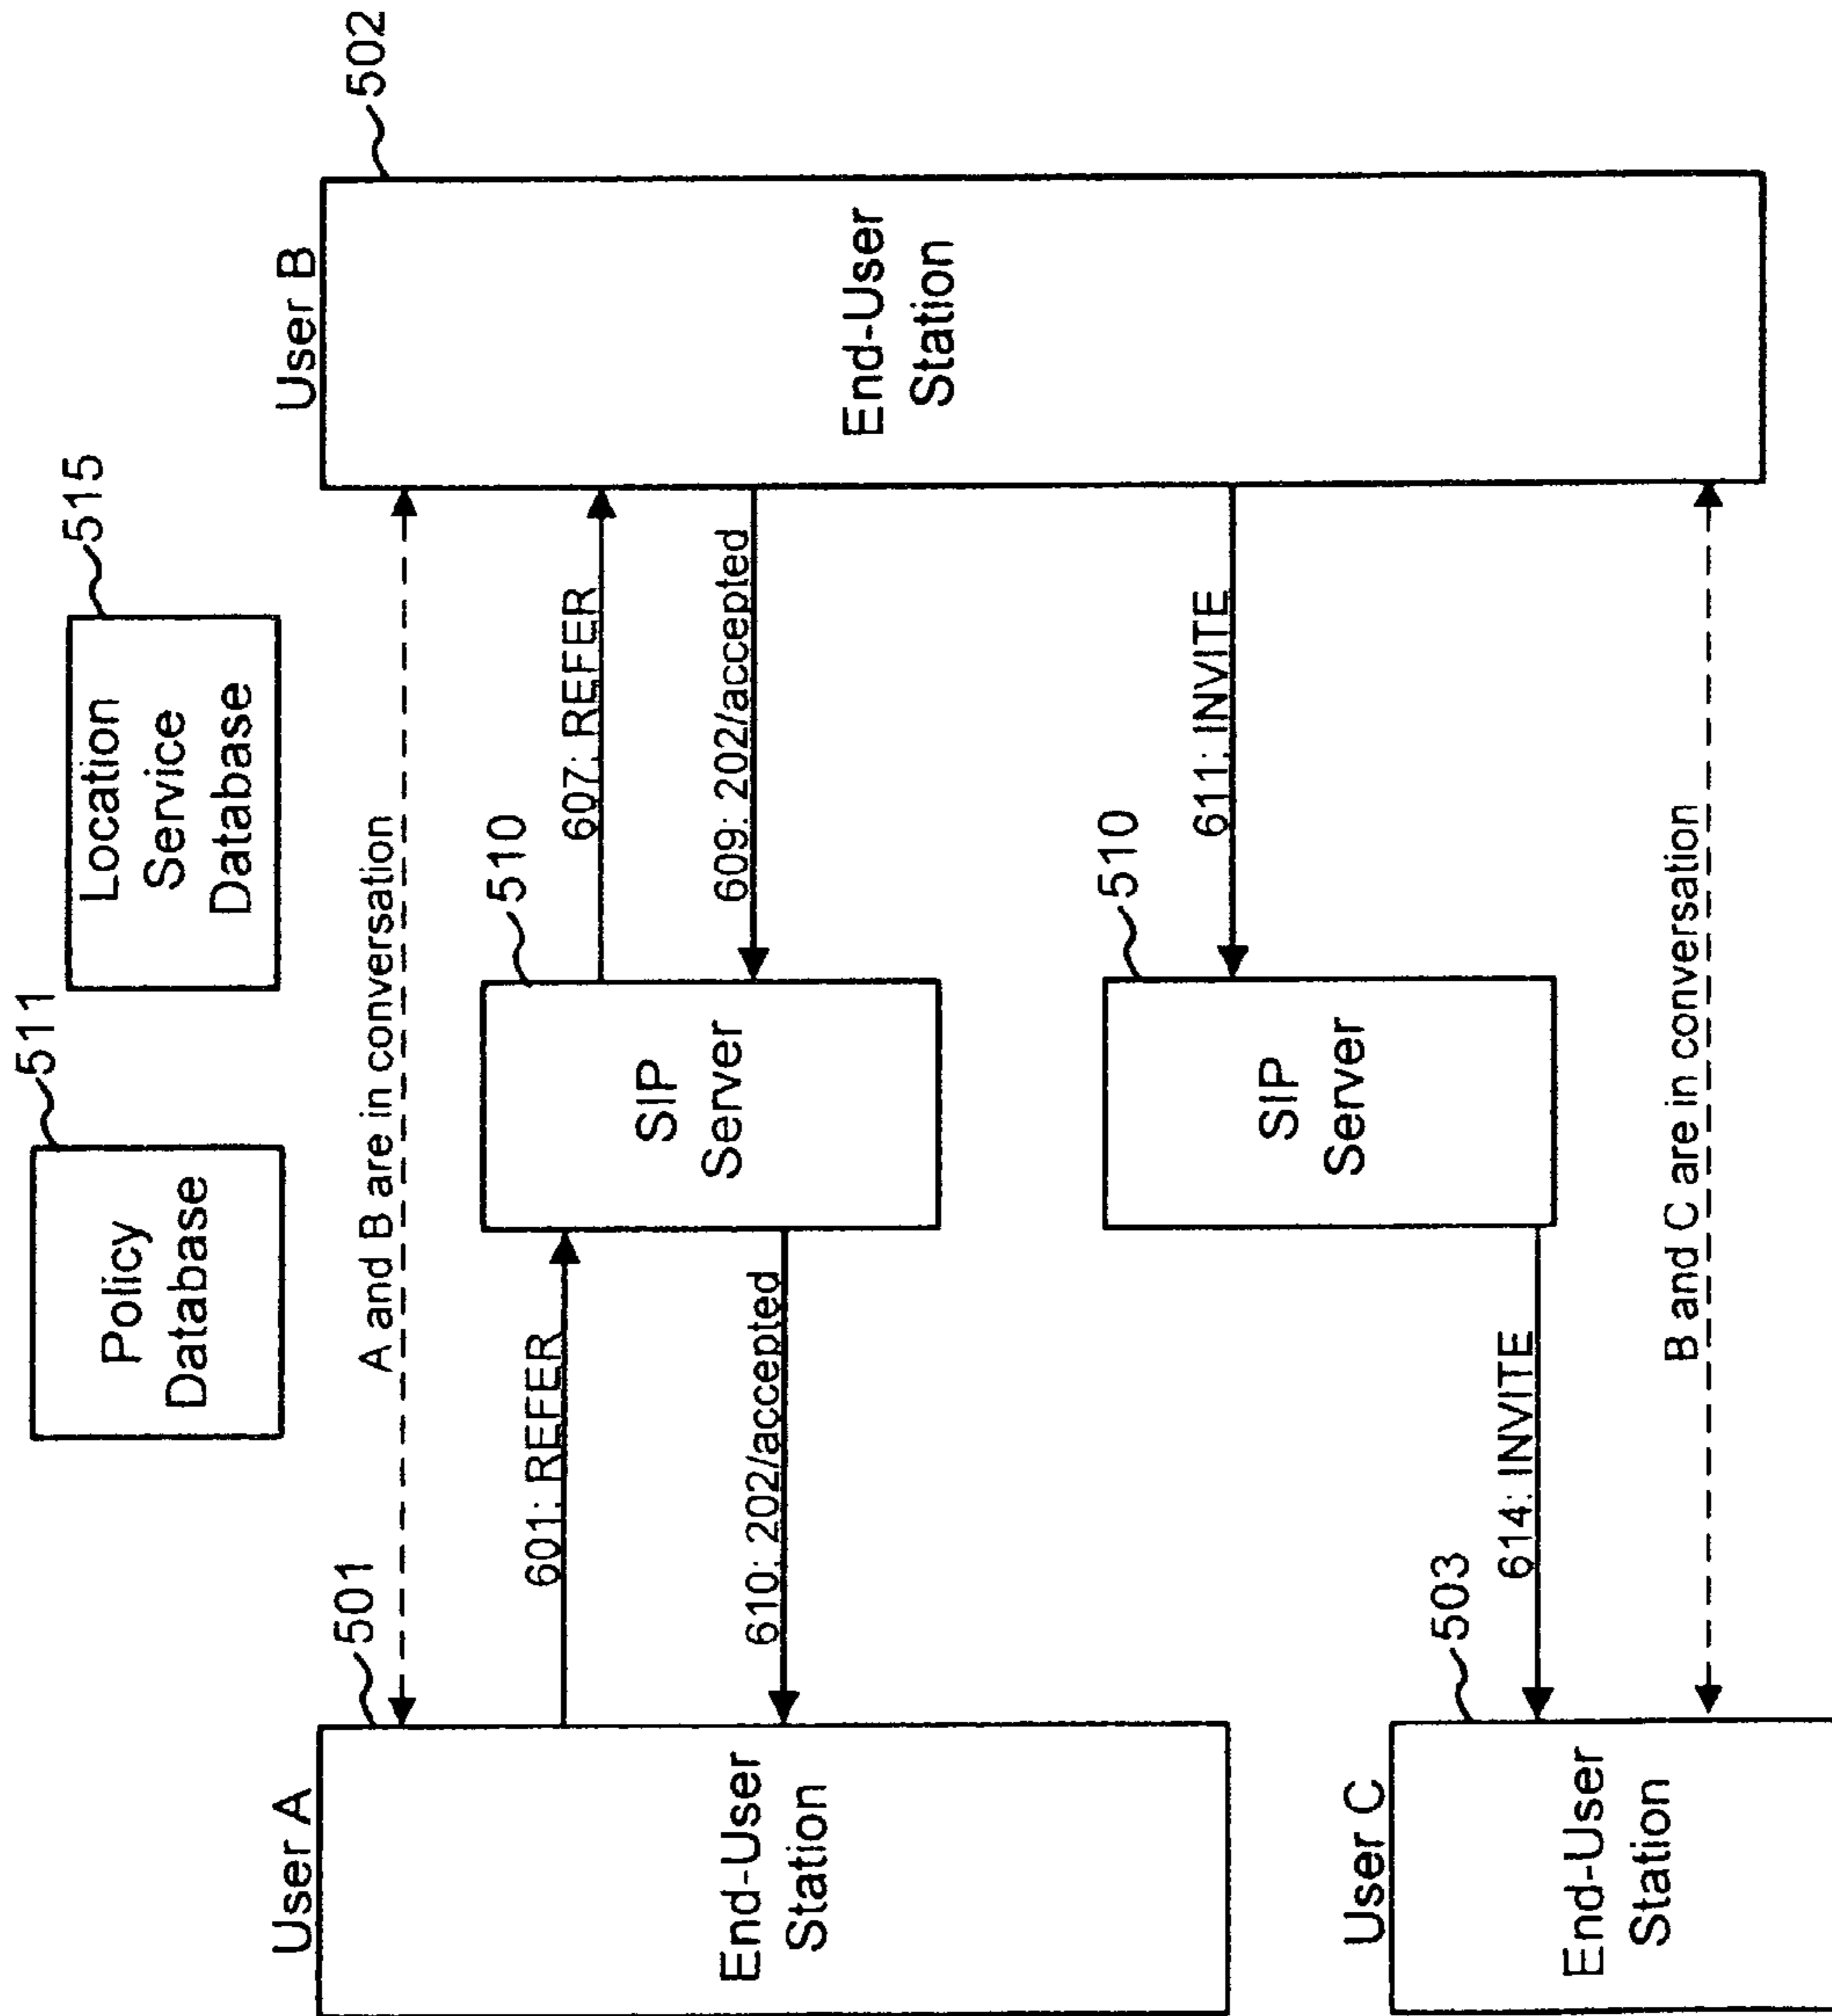 511
515
Policy
Database
Location
Service
Database
User A
501
A and B are in conversation
User B
502
601: REFER
510
607: REFER
End-User
Station
SIP
Server
End-User
Station
610: 202/accepted
609: 202/accepted
510
611: INVITE
User C
503
SIP
Server
614: INVITE
End-User
Station
B and C are in conversation